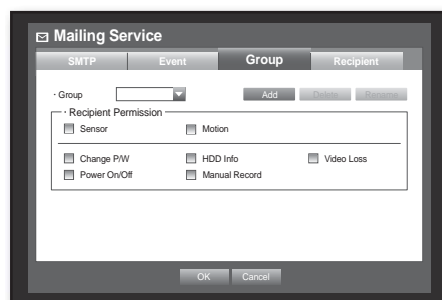 Mailing Service
SMTP Event Group Recipient
· Group Add Delete Rename
· Recipient Permission
Sensor Motion
Change P/W HDD Info Video Loss
Power On/Off Manual Record
OK Cancel